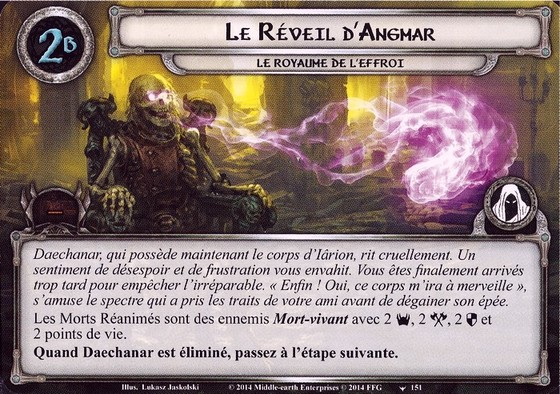 2B
LE RÉVEIL D'ANGMAR
LE ROYAUME DE L'EFFROI
Daechanar, qui possède maintenant le corps d'Iârion, rit cruellement. Un
sentiment de désespoir et de frustration vous envahit. Vous êtes finalement arrivés
trop tard pour empêcher l'irréparable. « Enfin ! Oui, ce corps m'ira à merveille »,
s'amuse le spectre qui a pris les traits de votre ami avant de dégainer son épée.
Les Morts Réanimés sont des ennemis Mort-vivant avec 2, 2, 2 et
2 points de vie.
Quand Daechanar est éliminé, passez à l'étape suivante.
Illus. Lukasz Jaskolski © 2014 Middle-earth Enterprises © 2014 FFG 151